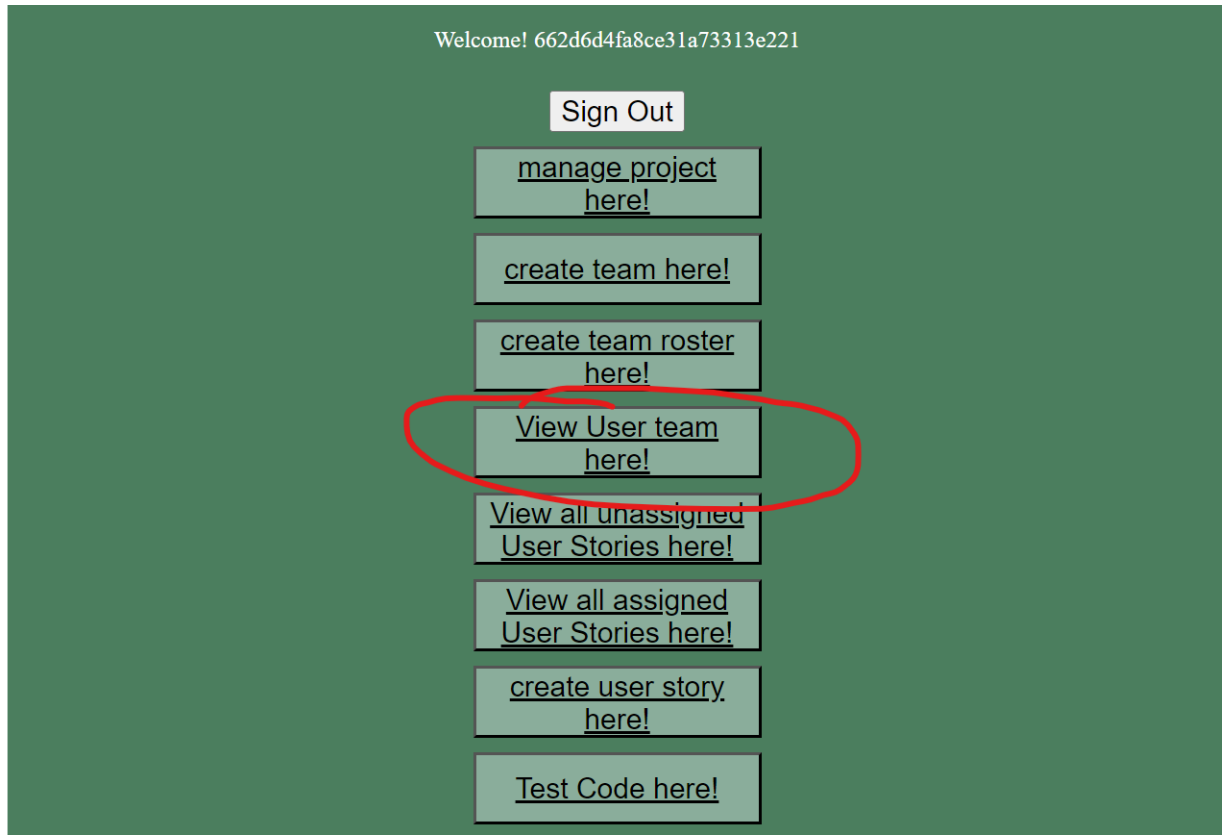 Welcome! 662d6d4fa8ce31a73313e221
Sign Out
manage project
here!
create team here!
create team roster
here!
View User team
here!
View all unassigned
User Stories here!
View all assigned
User Stories here!
create user story
here!
Test Code here!